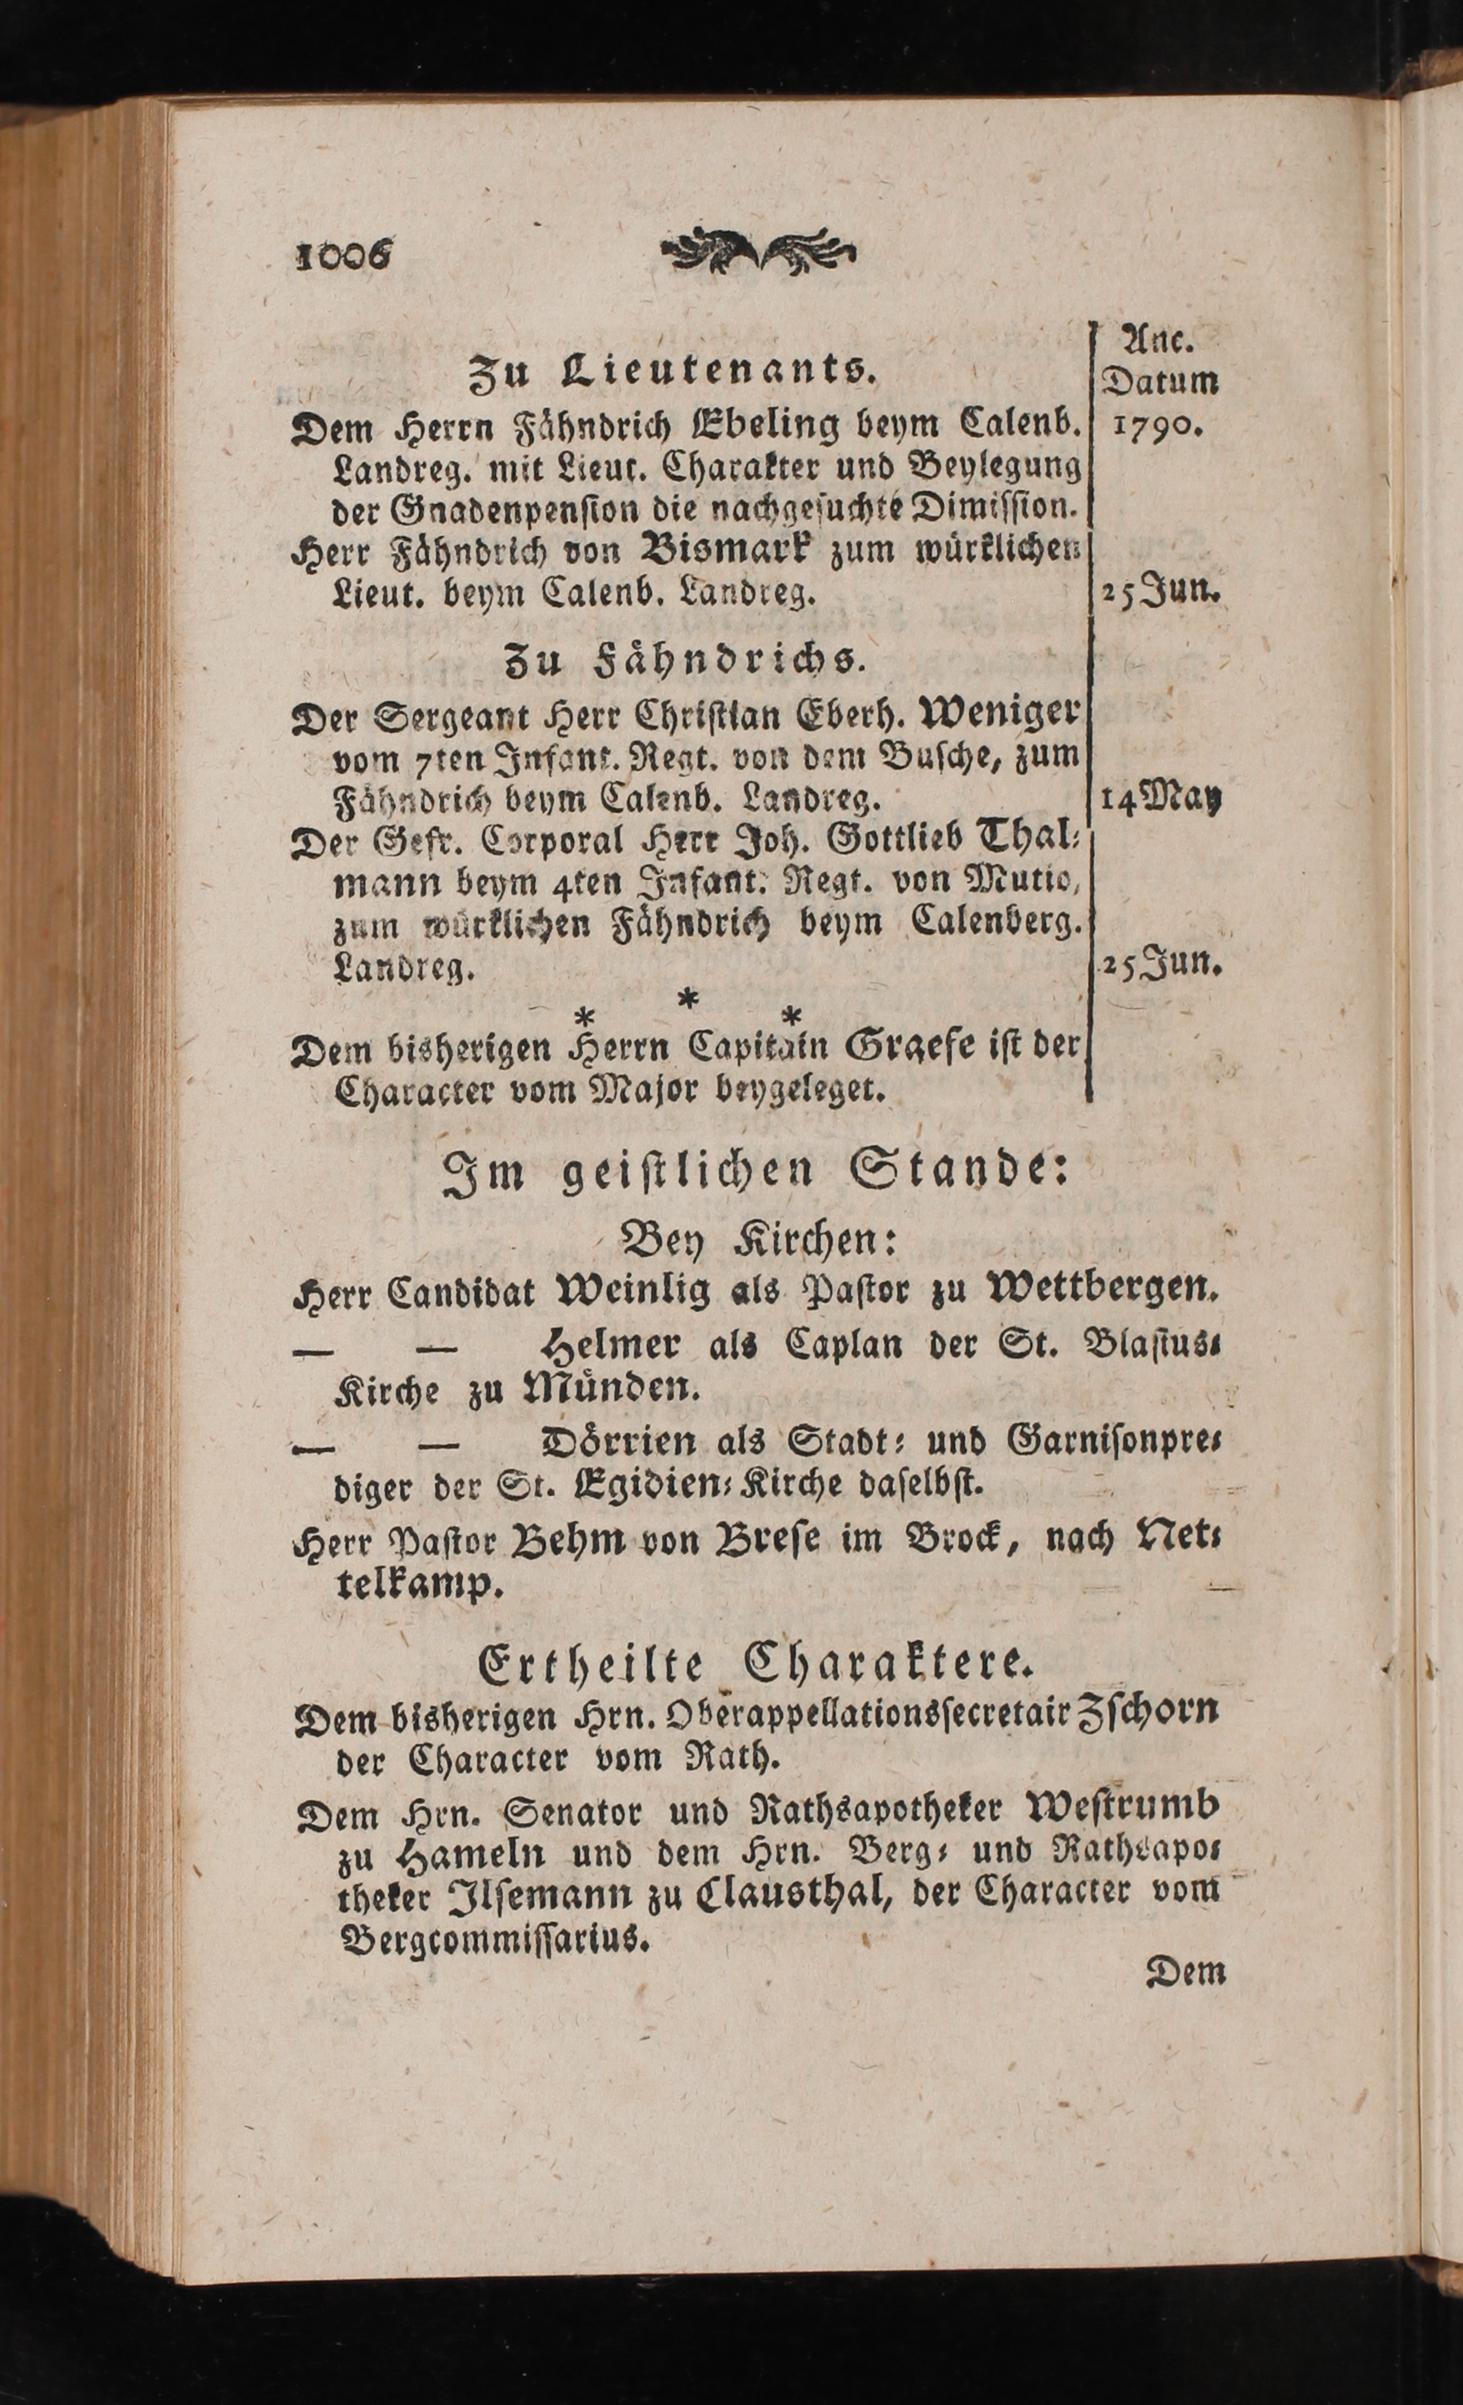 1006
Anc.
Zu Lieutenants.
Datum
Dem Herrn Fähndrich Ebeling beym Calenb. 1790.
Landreg. mit Lieut. Charakter und Beylegung
der Gnadenpenſion die nachgeſuchte Dimiſſion.
Herr Fähndrich von Bismark zum würklichen
Lieut. beym Calenb. Landreg. 25 Jun.
Zu Fähndrichs.
Der Sergeant Herr Chriſtian Eberh. Weniger
vom 7ten Infant. Regt. von dem Buſche, zum
Fähndrich beym Calenb. Landreg. 14 May
Der Gefr. Corporal Herr Joh. Gottlieb Thal⸗
mann beym 4ten Infant. Regt. von Mutio,
zum würklichen Fähndrich beym Calenberg.
Landreg. 25 Jun.
* * *
Dem bisherigen Herrn Capitain Graefe iſt der
Character vom Major beygeleget.
Im geiſtlichen Stande:
Bey Kirchen:
Herr Candidat Weinlig als Paſtor zu Wettbergen.
— — Helmer als Caplan der St. Blaſius⸗
Kirche zu Münden.
— — Dörrien als Stadt⸗ und Garniſonpre⸗
diger der St. Egidien⸗Kirche daſelbſt.
Herr Paſtor Behm von Breſe im Brock, nach Net⸗
telkamp.
Ertheilte Charaktere.
Dem bisherigen Hrn. Oberappellationsſecretair Zſchorn
der Character vom Rath.
Dem Hrn. Senator und Rathsapotheker Weſtrumb
zu Hameln und dem Hrn. Berg⸗ und Rathsapo⸗
theker Ilſemann zu Clausthal, der Character vom
Bergcommiſſarius.
Dem